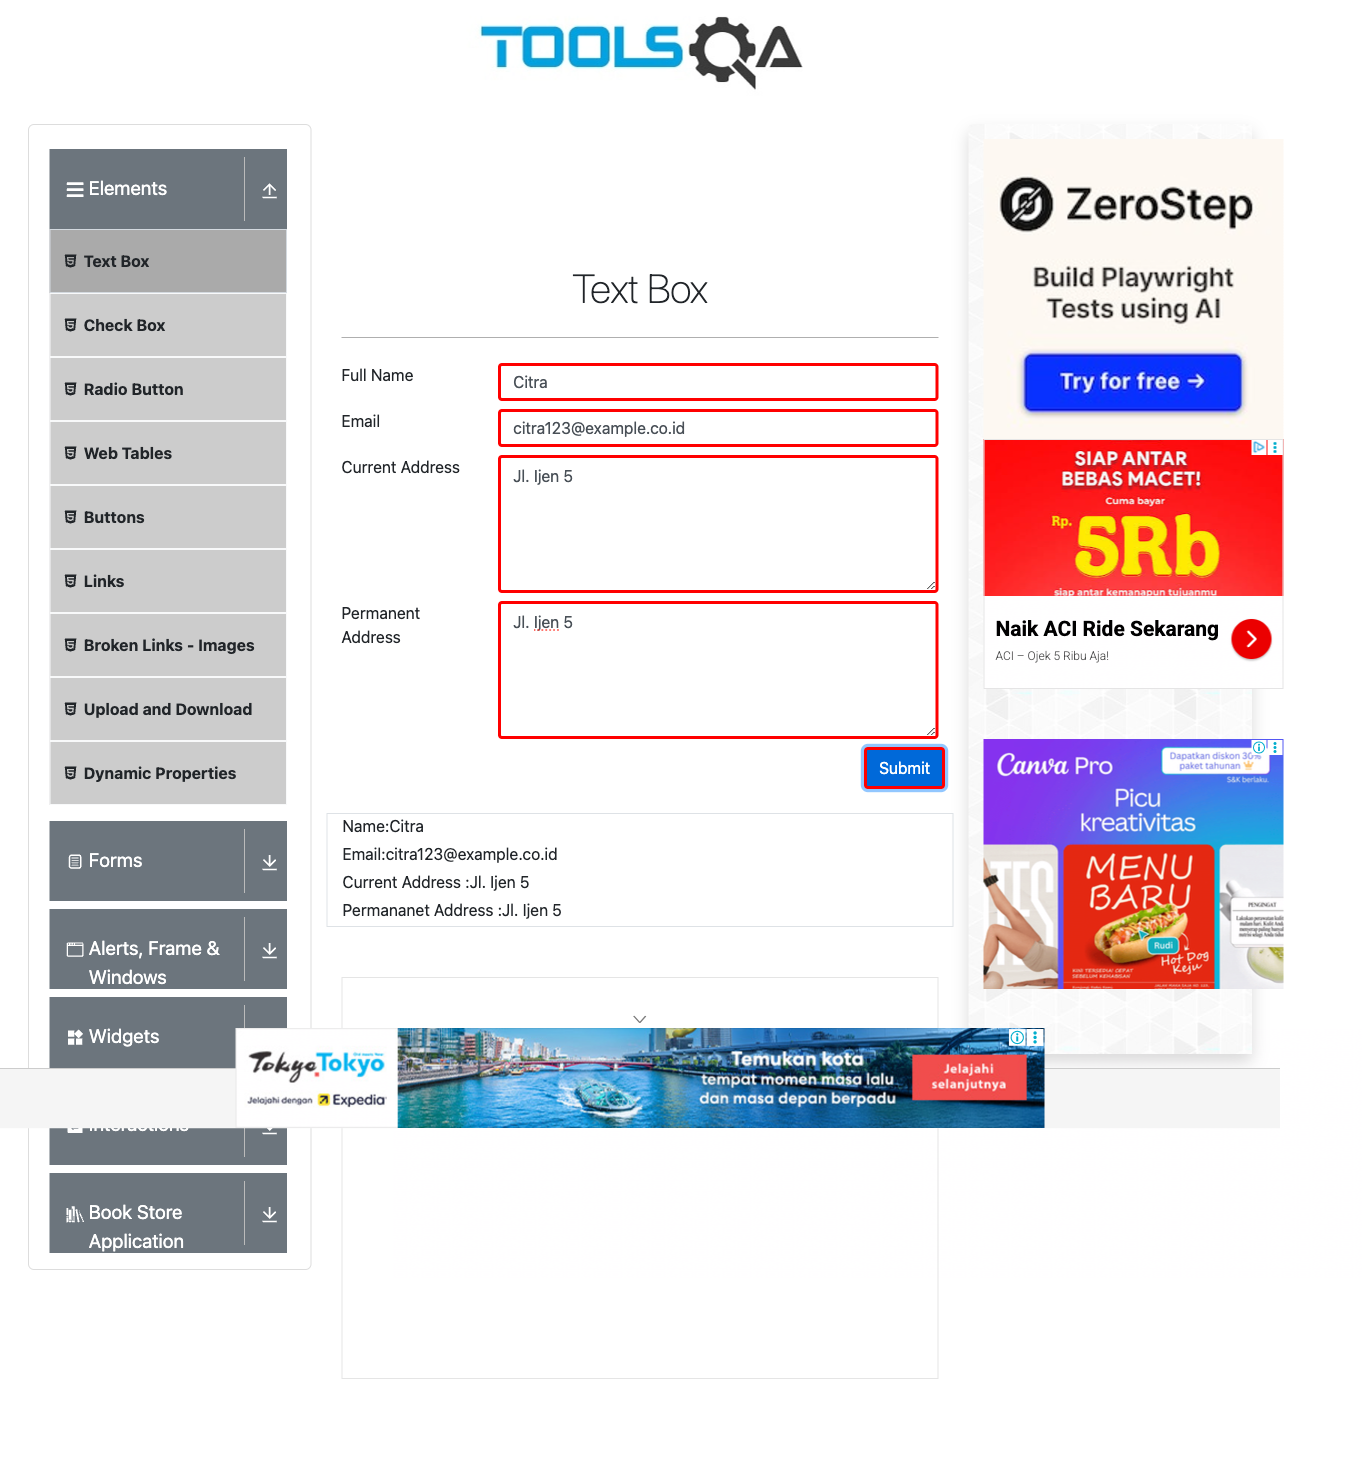 TOOLSQA
Elements
Text Box
Check Box
Radio Button
Web Tables
Buttons
Links
Broken Links - Images
Upload and Download
Dynamic Properties
Forms
Alerts, Frame &
Windows
Widgets
Interactions
Book Store
Application
Text Box
Full Name
Citra
Email
citra123@example.co.id
Current Address
Jl. Ijen 5
Permanent
Address
Jl. Ijen 5
Submit
Name:Citra
Email:citra123@example.co.id
Current Address :Jl. Ijen 5
Permananet Address :Jl. Ijen 5
ZeroStep
Build Playwright
Tests using AI
Try for free →
SIAP ANTAR
BEBAS MACET!
Cuma bayar
Rp. 5Rb
siap antar kemanapun tujuanmu
Naik ACI Ride Sekarang
ACI – Ojek 5 Ribu Aja!
Canva Pro
Dapatkan diskon 30%
paket tahunan
S&K berlaku.
Picu
kreativitas
MENU
BARU
Rudi
Hot Dog
Keju
KINI TERSEDIA! CEPAT
SEBELUM KEHABISAN
PENGINGAT
TokyoTokyo
Jelajahi dengan Expedia
Temukan kota
tempat momen masa lalu
dan masa depan berpadu
Jelajahi
selanjutnya